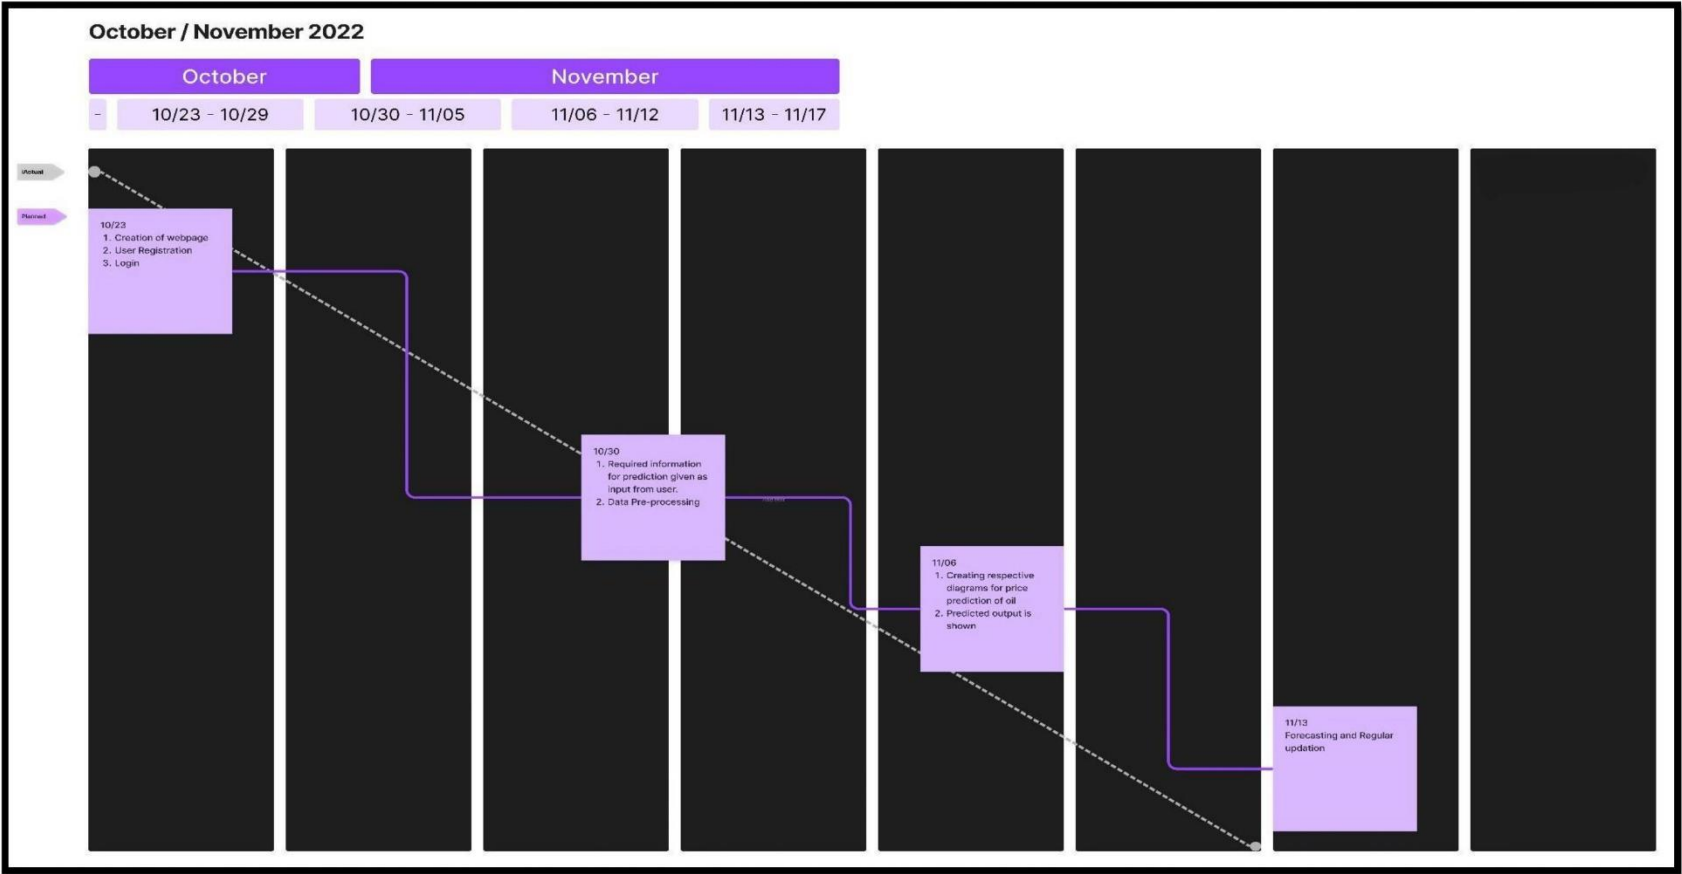 October / November 2022
October
November
-
10/23 - 10/29
10/30 - 11/05
11/06 - 11/12
11/13 - 11/17
Planned
10/23
1. Creation of webpage
2. User Registration
3. Login
10/30
1. Required information
for prediction given as
input from user.
2. Data Pre-processing
11/06
1. Creating respective
diagrams for price
prediction of oil
2. Predicted output is
shown
11/13
Forecasting and Regular
updation